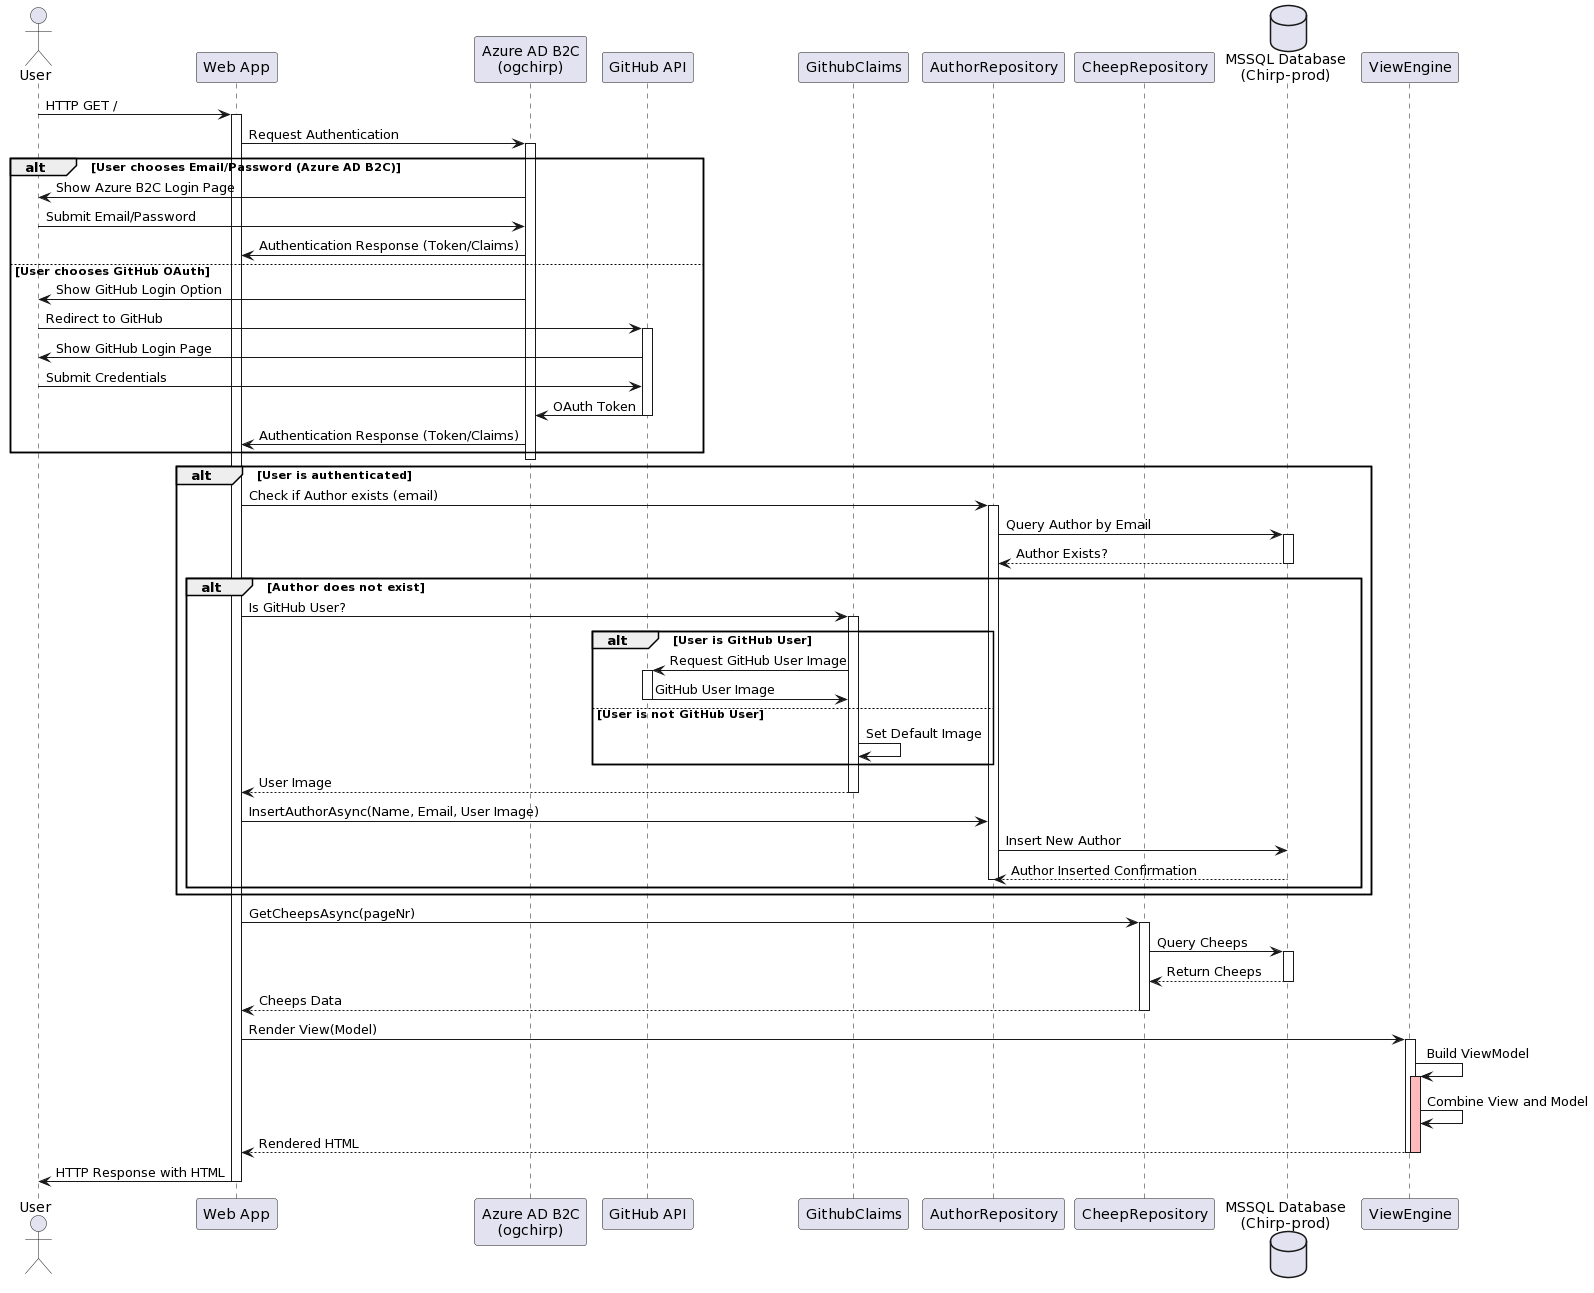 User
Web App
Azure AD B2C
(ogchirp)
GitHub API
GithubClaims
AuthorRepository
CheepRepository
MSSQL Database
(Chirp-prod)
ViewEngine
HTTP GET /
Request Authentication
alt [User chooses Email/Password (Azure AD B2C)]
Show Azure B2C Login Page
Submit Email/Password
Authentication Response (Token/Claims)
[User chooses GitHub OAuth]
Show GitHub Login Option
Redirect to GitHub
Show GitHub Login Page
Submit Credentials
OAuth Token
Authentication Response (Token/Claims)
alt [User is authenticated]
Check if Author exists (email)
Query Author by Email
Author Exists?
alt [Author does not exist]
Is GitHub User?
alt [User is GitHub User]
Request GitHub User Image
GitHub User Image
[User is not GitHub User]
Set Default Image
User Image
InsertAuthorAsync(Name, Email, User Image)
Insert New Author
Author Inserted Confirmation
GetCheepsAsync(pageNr)
Query Cheeps
Return Cheeps
Cheeps Data
Render View(Model)
Build ViewModel
Combine View and Model
Rendered HTML
HTTP Response with HTML
User
Web App
Azure AD B2C
(ogchirp)
GitHub API
GithubClaims
AuthorRepository
CheepRepository
MSSQL Database
(Chirp-prod)
ViewEngine